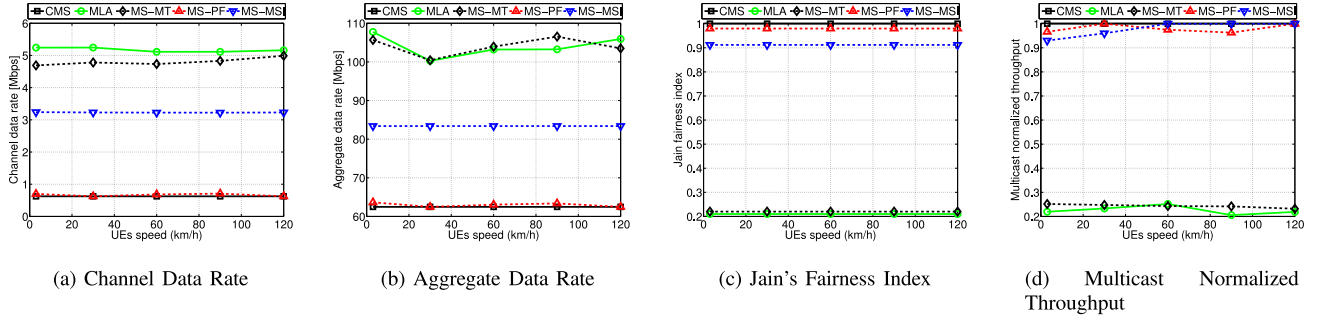 CMS MLA MS−MT MS−PF MS−MSI
Channel data rate [Mbps]
6
5
4
3
2
1
0
0 20 40 60 80 100 120
UEs speed (km/h)
(a) Channel Data Rate
CMS MLA MS−MT MS−PF MS−MSI
Aggregate data rate [Mbps]
110
100
90
80
70
60
0 20 40 60 80 100 120
UEs speed (km/h)
(b) Aggregate Data Rate
CMS MLA MS−MT MS−PF MS−MSI
Jain fairness index
1
0.9
0.8
0.7
0.6
0.5
0.4
0.3
0.2
0 20 40 60 80 100 120
UEs speed (km/h)
(c) Jain's Fairness Index
CMS MLA MS−MT MS−PF MS−MSI
Multicast normalized throughput
1
0.9
0.8
0.7
0.6
0.5
0.4
0.3
0.2
0 20 40 60 80 100 120
UEs speed (km/h)
(d) Multicast Normalized
Throughput